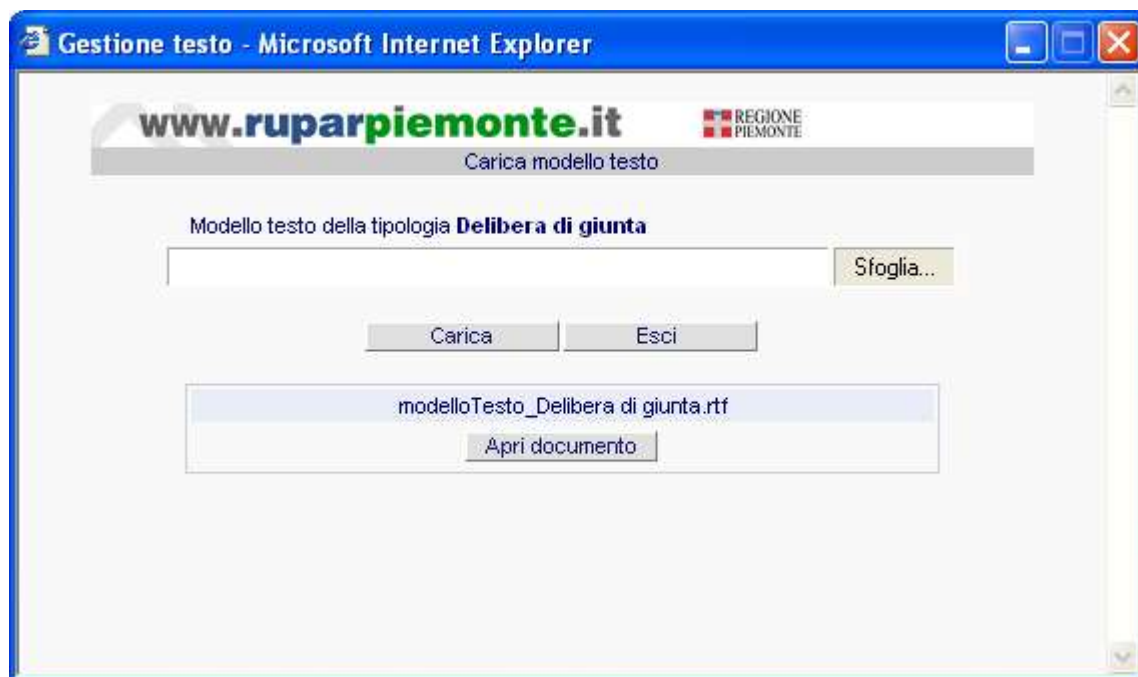 Gestione testo - Microsoft Internet Explorer
www.ruparpiemonte.it REGIONE PIEMONTE
Carica modello testo
Modello testo della tipologia Delibera di giunta
Sfoglia...
Carica Esci
modelloTesto_Delibera di giunta.rtf
Apri documento